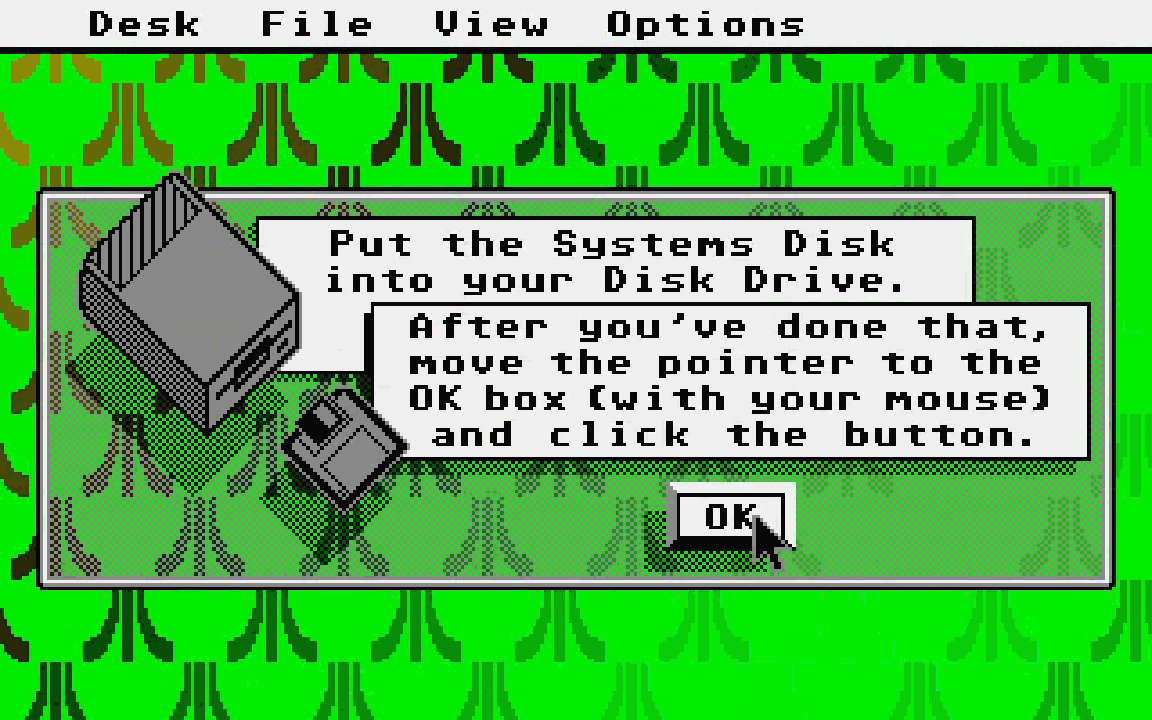 Desk File View Options
Put the Systems Disk
into your Disk Drive.
After you've done that,
move the pointer to the
OK box (with your mouse)
and click the button.
OK